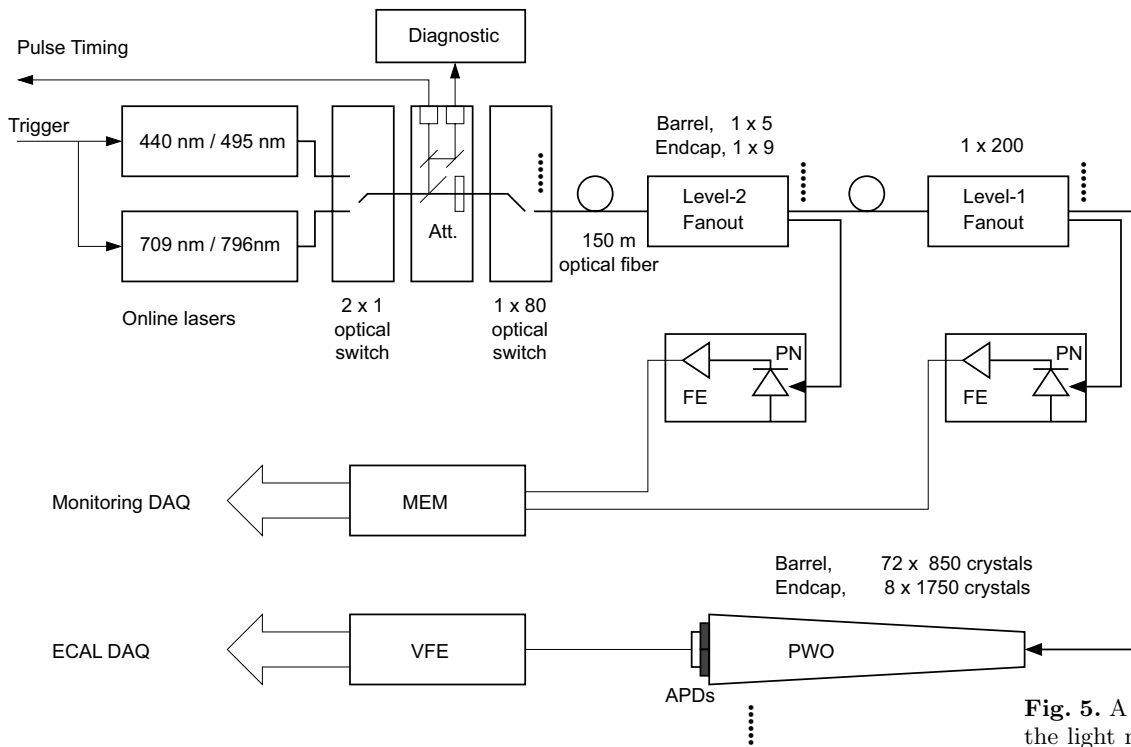 Diagnostic
Pulse Timing
Trigger
440 nm / 495 nm
709 nm / 796nm
Online lasers
2 x 1
optical
switch
Att.
1 x 80
optical
switch
150 m
optical fiber
Barrel, 1 x 5
Endcap, 1 x 9
Level-2
Fanout
1 x 200
Level-1
Fanout
PN
FE
PN
FE
Monitoring DAQ
MEM
Barrel, 72 x 850 crystals
Endcap, 8 x 1750 crystals
ECAL DAQ
VFE
PWO
APDs
Fig. 5. A
the light